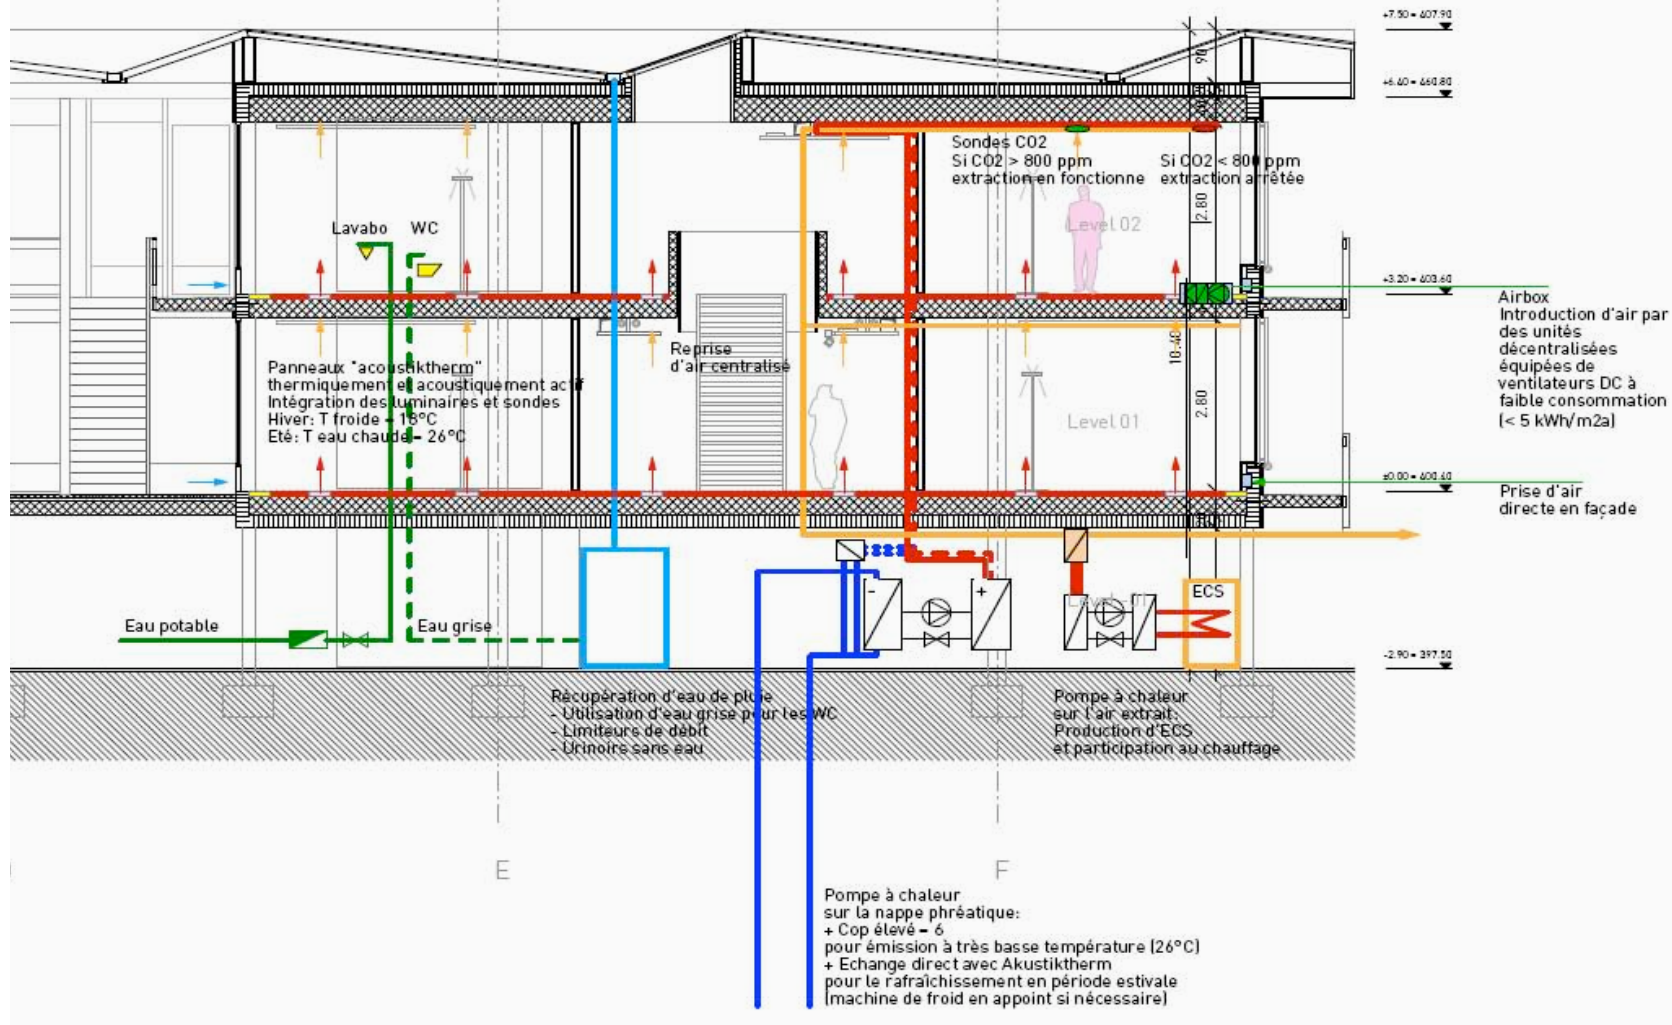 +7.50 = 407.90
90
+6.40 = 460.80
Sondes CO2
Si CO2 > 800 ppm
extraction en fonctionne
Si CO2 < 800 ppm
extraction arrêtée
2.80
Level 02
Lavabo
WC
+3.20 = 403.60
Airbox
Introduction d'air par
des unités
décentralisées
équipées de
ventilateurs DC à
faible consommation
(< 5 kWh/m2a)
Reprise
d'air centralisé
10.40
Panneaux "acoustiktherm"
thermiquement et acoustiquement actif
Intégration des luminaires et sondes
Hiver: T froide = 18°C
Eté: T eau chaude = 26°C
2.80
Level 01
±0.00 = 400.40
Prise d'air
directe en façade
Eau potable
Eau grise
-
+
Level -01
ECS
-2.90 = 397.50
Récupération d'eau de pluie
- Utilisation d'eau grise pour les WC
- Limiteurs de débit
- Urinoirs sans eau
Pompe à chaleur
sur l'air extrait:
Production d'ECS
et participation au chauffage
E
F
Pompe à chaleur
sur la nappe phréatique:
+ Cop élevé = 6
pour émission à très basse température (26°C)
+ Echange direct avec Akustiktherm
pour le rafraîchissement en période estivale
(machine de froid en appoint si nécessaire)